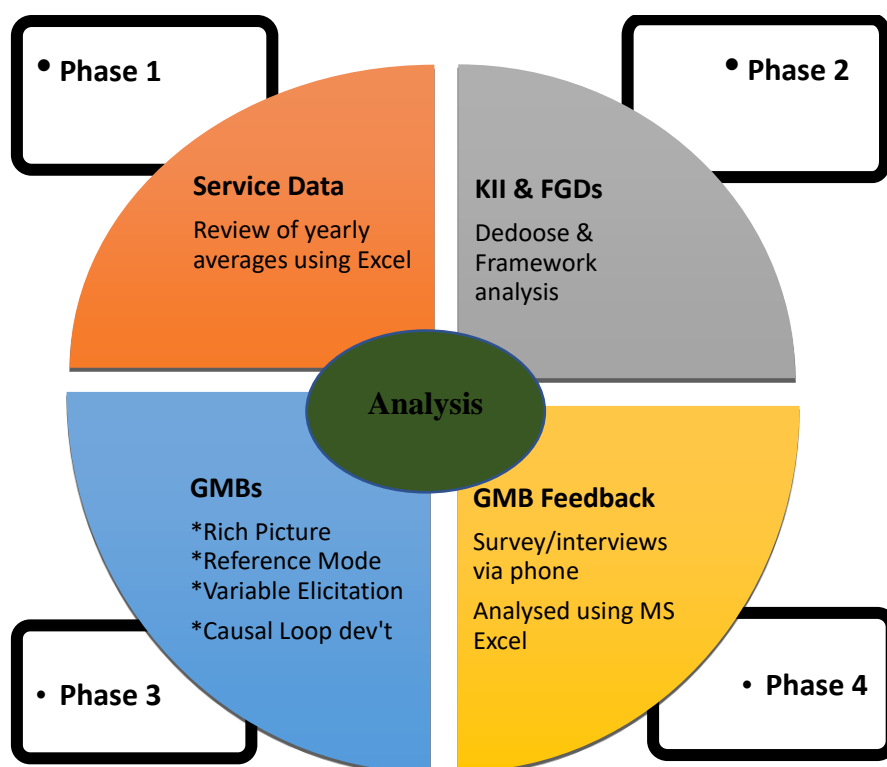 • Phase 1
• Phase 2
Service Data
Review of yearly
averages using Excel
KII & FGDs
Dedoose &
Framework
analysis
Analysis
GMBs
*Rich Picture
*Reference Mode
*Variable Elicitation
*Causal Loop dev't
GMB Feedback
Survey/interviews
via phone
Analysed using MS
Excel
• Phase 3
• Phase 4